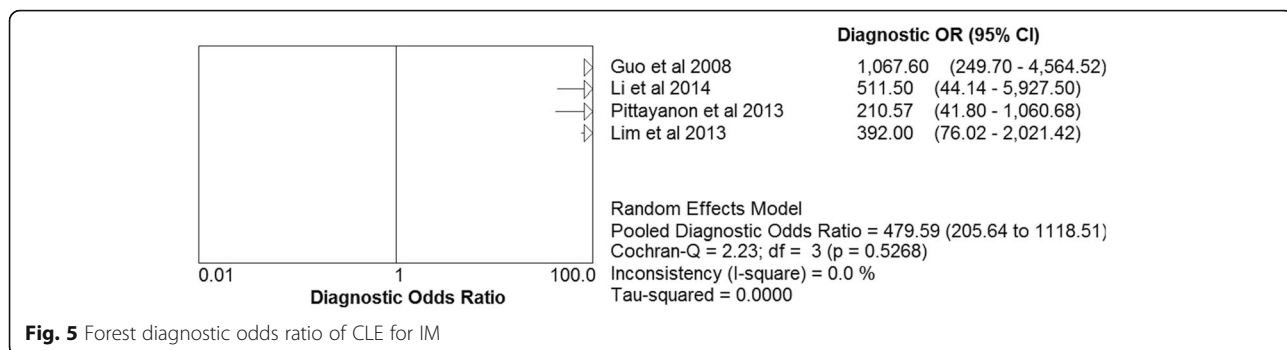 Diagnostic OR (95% CI)
Guo et al 2008 1,067.60 (249.70 - 4,564.52)
Li et al 2014 511.50 (44.14 - 5,927.50)
Pittayanon et al 2013 210.57 (41.80 - 1,060.68)
Lim et al 2013 392.00 (76.02 - 2,021.42)
Random Effects Model
Pooled Diagnostic Odds Ratio = 479.59 (205.64 to 1118.51)
Cochran-Q = 2.23; df = 3 (p = 0.5268)
Inconsistency (I-square) = 0.0 %
Tau-squared = 0.0000
0.01 1 100.0
Diagnostic Odds Ratio
Fig. 5 Forest diagnostic odds ratio of CLE for IM